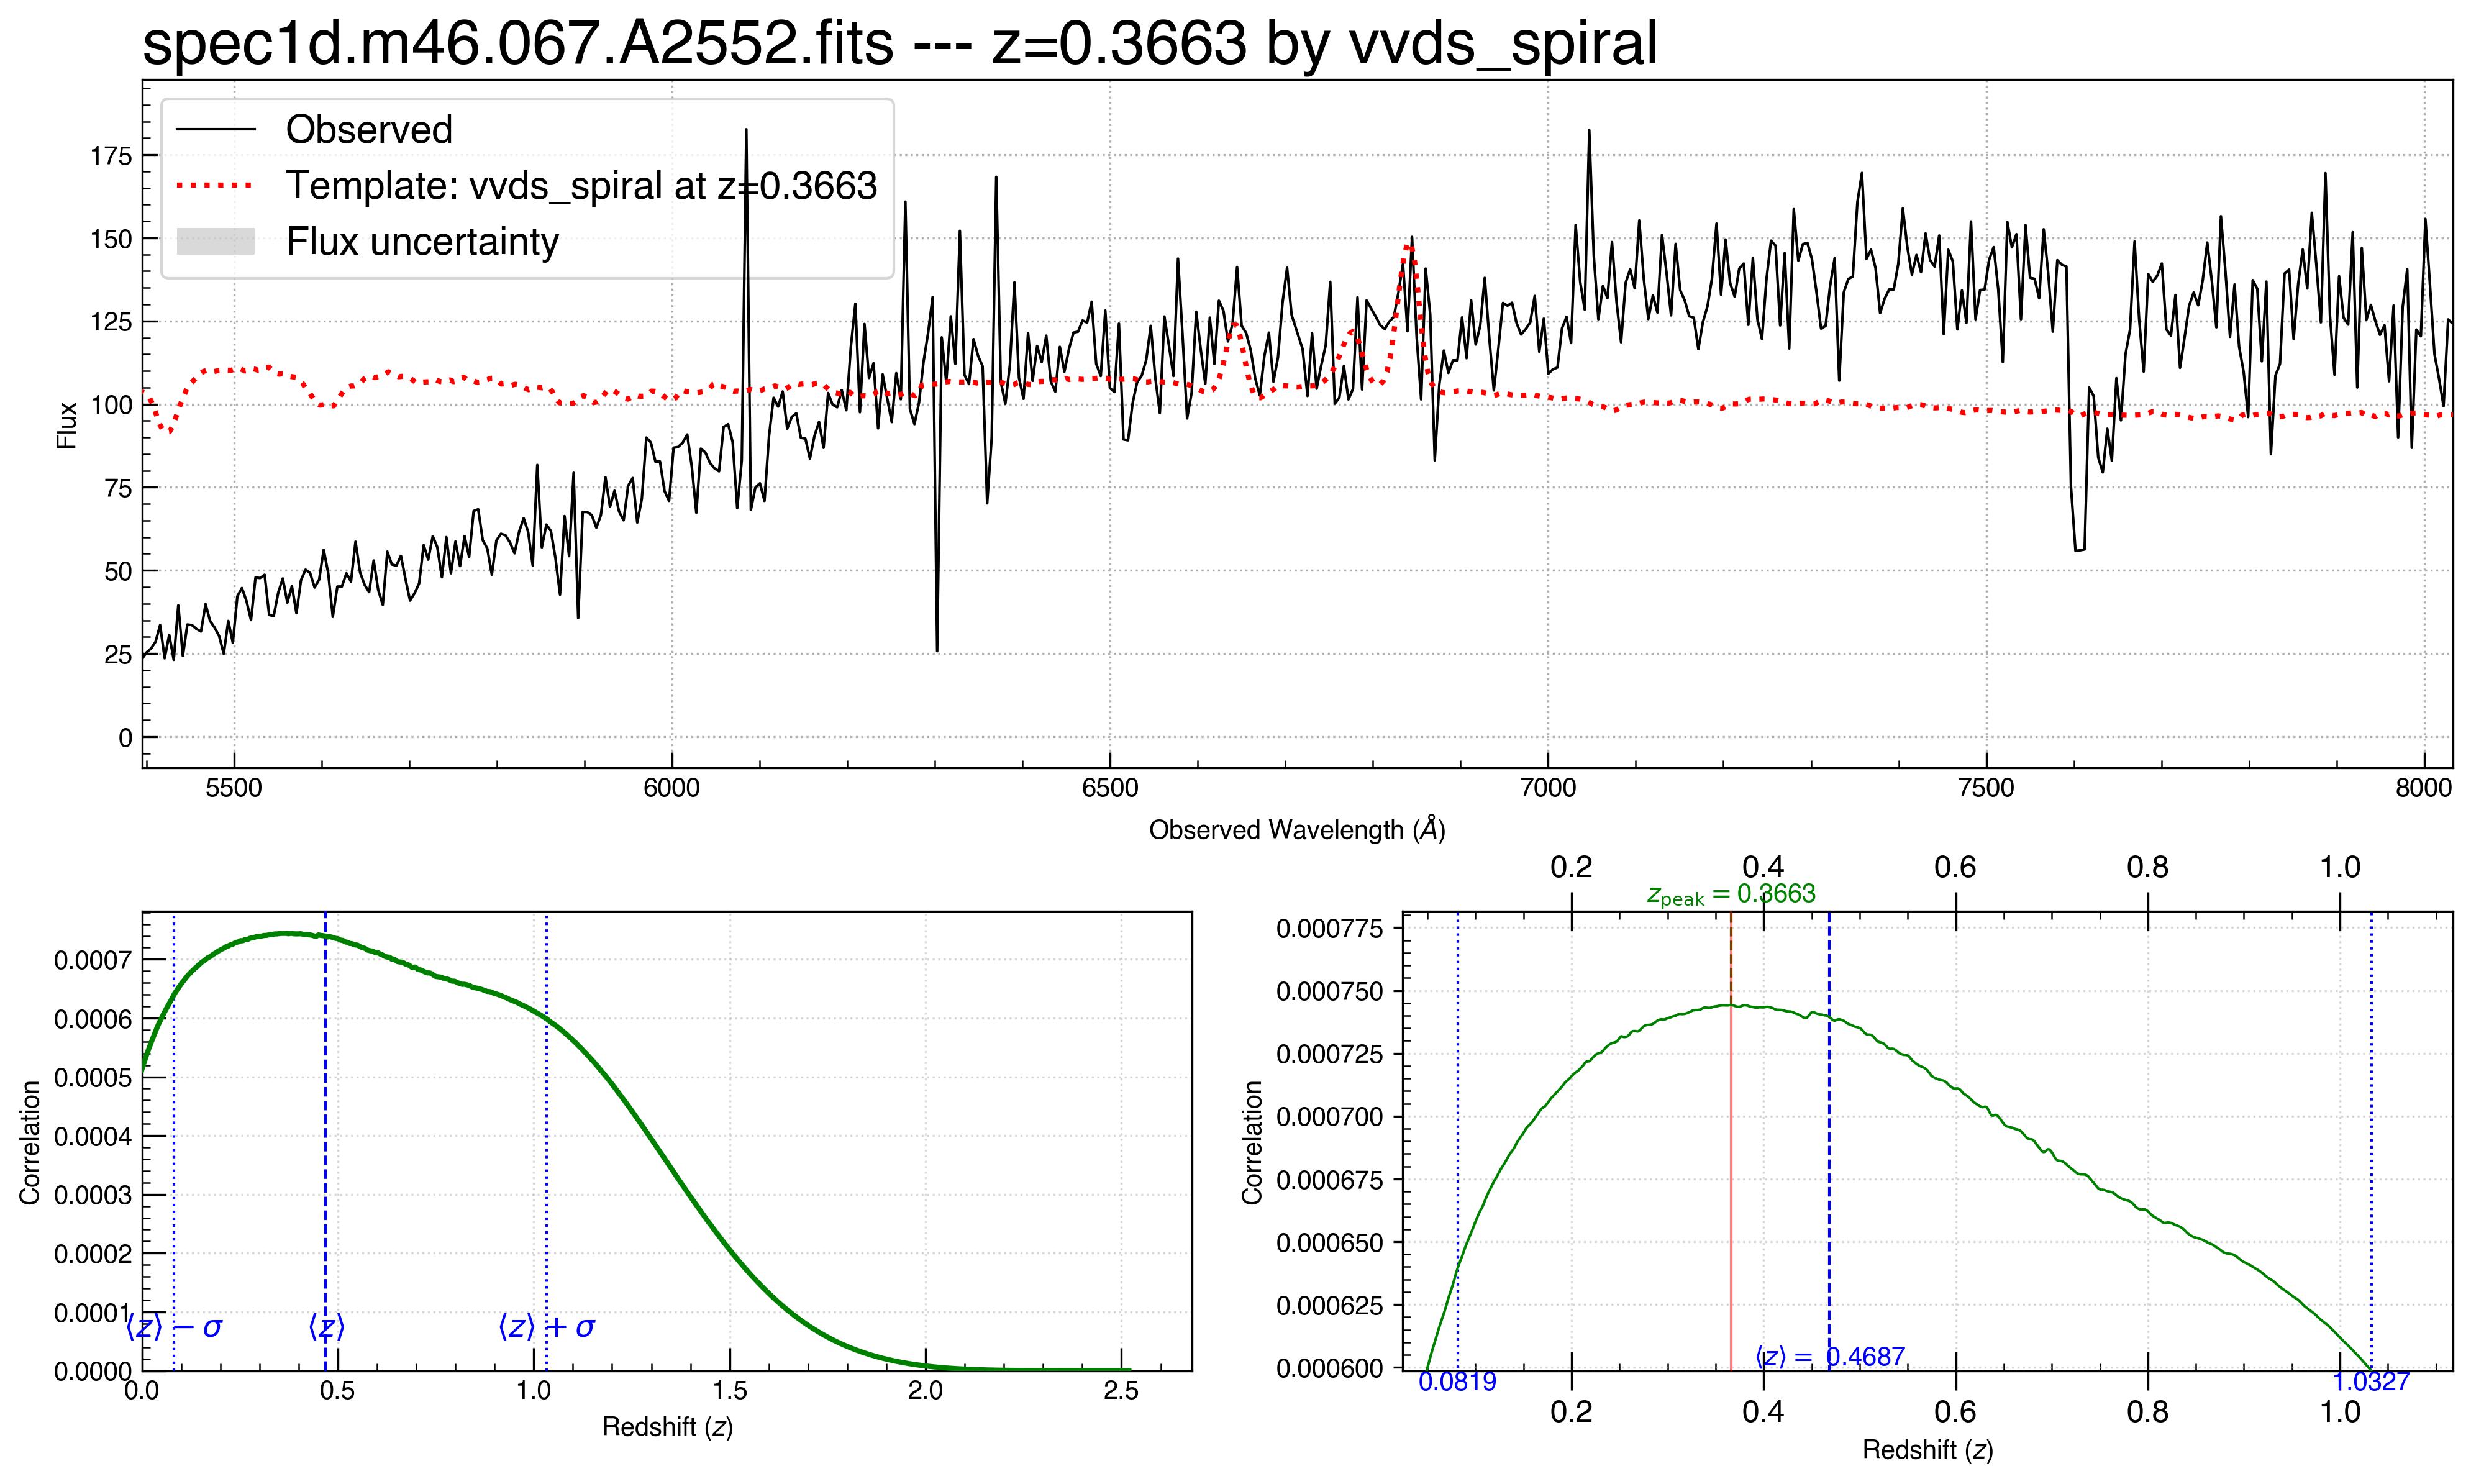 spec1d.m46.067.A2552.fits --- z=0.3663 by vvds_spiral
Observed
Template: vvds_spiral at z=0.3663
Flux uncertainty
175
150
125
100
75
50
25
0
Flux
5500 6000 6500 7000 7500 8000
Observed Wavelength (Å)
0.0007
0.0006
0.0005
0.0004
0.0003
0.0002
0.0001
0.0000
Correlation
⟨z⟩ − σ ⟨z⟩ ⟨z⟩ + σ
0.0 0.5 1.0 1.5 2.0 2.5
Redshift (z)
0.2 0.4 0.6 0.8 1.0
z_peak = 0.3663
0.000775
0.000750
0.000725
0.000700
0.000675
0.000650
0.000625
0.000600
Correlation
⟨z⟩ = 0.4687
0.0819 1.0327
0.2 0.4 0.6 0.8 1.0
Redshift (z)